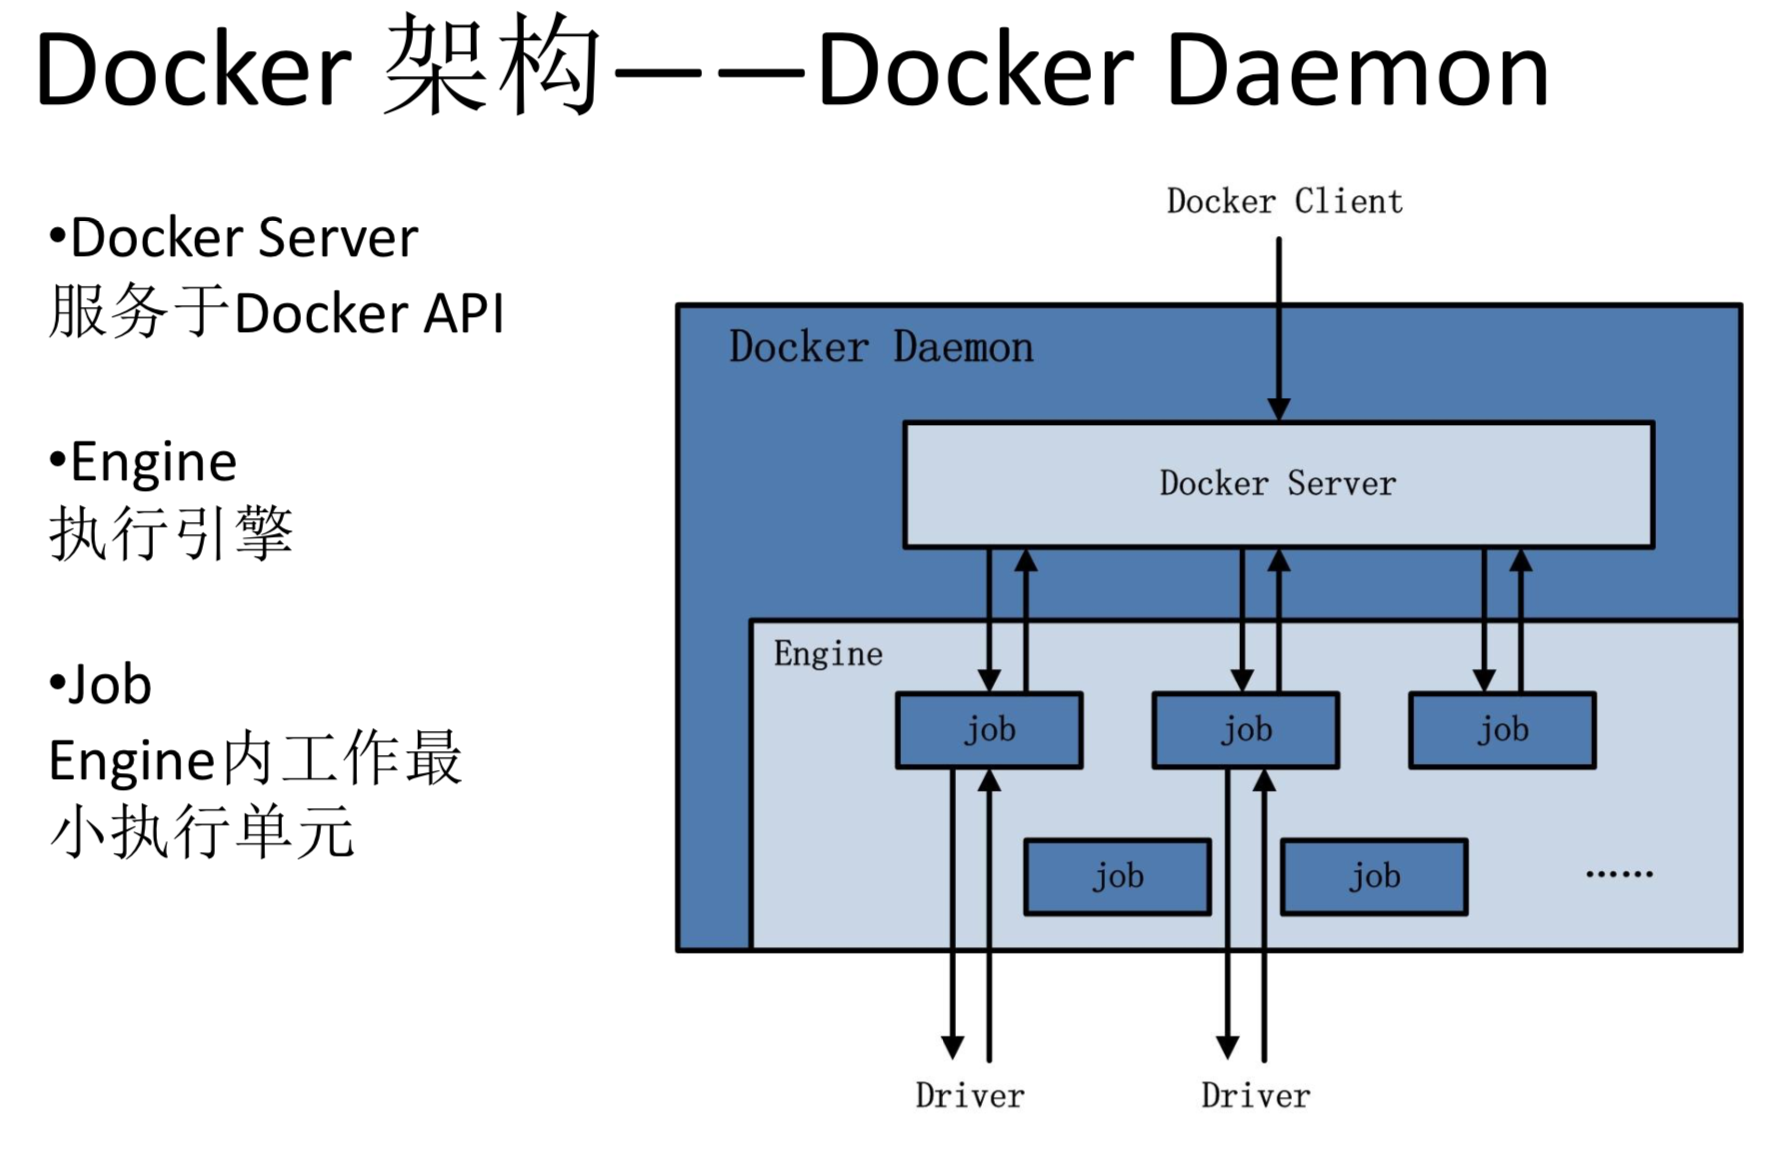 Docker 架构——Docker Daemon
•Docker Server
服务于Docker API
•Engine
执行引擎
•Job
Engine内工作最
小执行单元
Docker Client
Docker Daemon
Docker Server
Engine
job job job
job job ......
Driver Driver